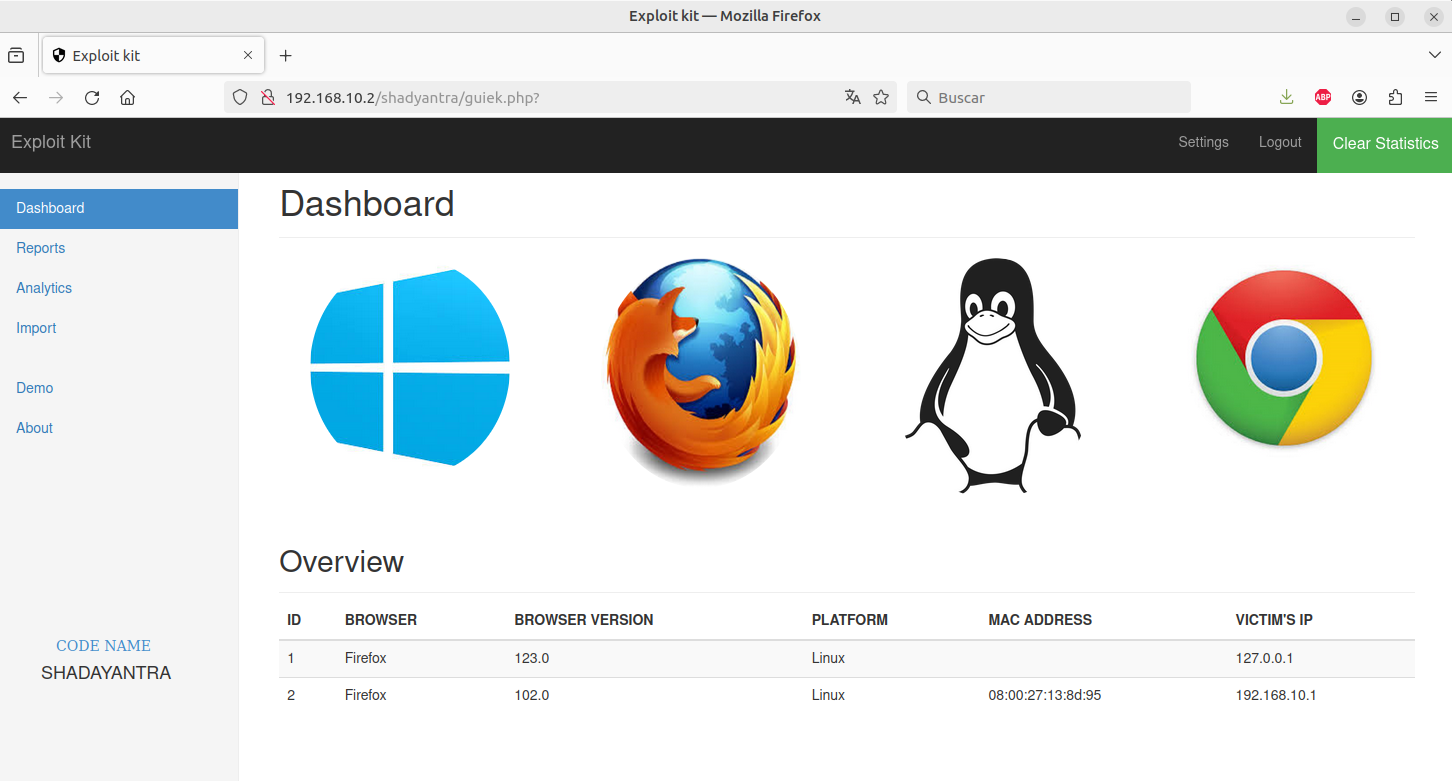 Exploit kit — Mozilla Firefox
Exploit kit
192.168.10.2/shadyantra/guiek.php?
Buscar
ABP
Exploit Kit
Settings
Logout
Clear Statistics
Dashboard
Reports
Analytics
Import
Demo
About
CODE NAME
SHADAYANTRA
Dashboard
Overview
ID BROWSER BROWSER VERSION PLATFORM MAC ADDRESS VICTIM'S IP
1 Firefox 123.0 Linux 127.0.0.1
2 Firefox 102.0 Linux 08:00:27:13:8d:95 192.168.10.1